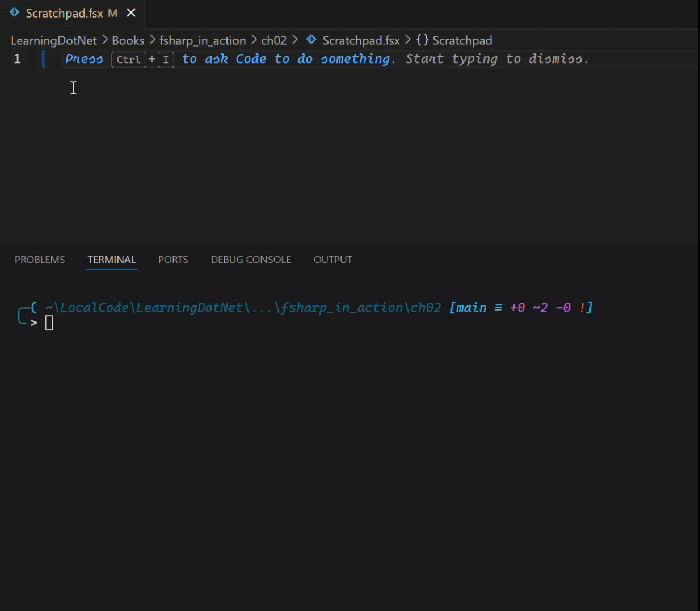 Scratchpad.fsx M
LearningDotNet > Books > fsharp_in_action > ch02 > Scratchpad.fsx > {} Scratchpad
1 Press Ctrl + I to ask Code to do something. Start typing to dismiss.
PROBLEMS TERMINAL PORTS DEBUG CONSOLE OUTPUT
( ~\LocalCode\LearningDotNet\...\fsharp_in_action\ch02 [main ≡ +0 ~2 -0 !]
>